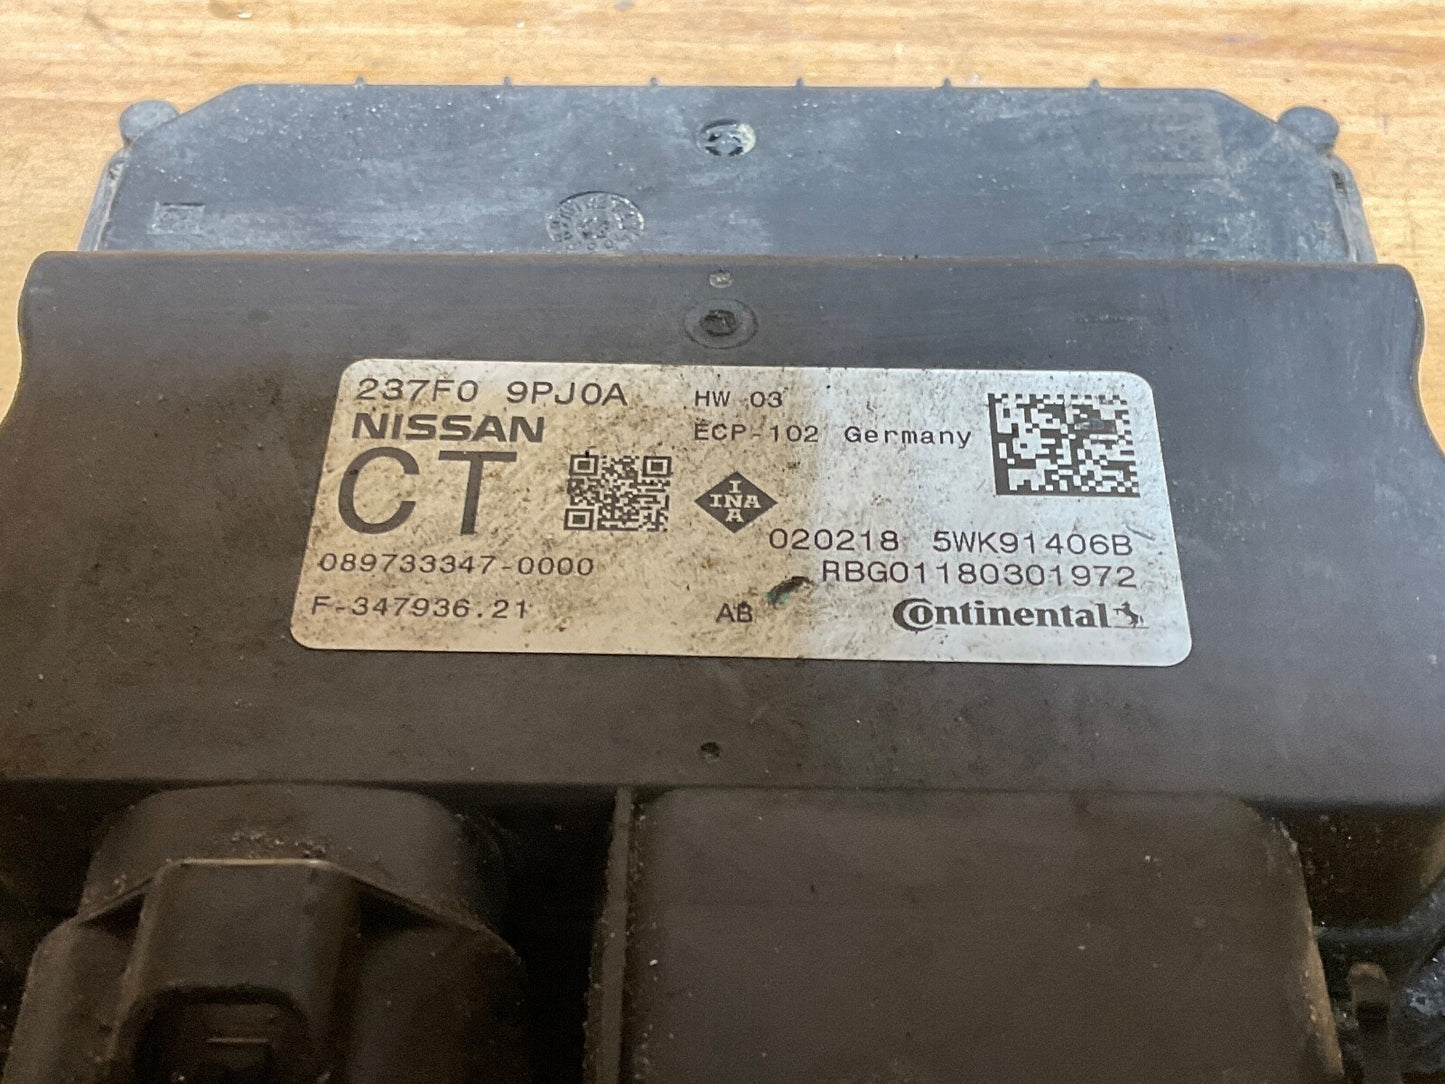 237F0 9PJ0A
NISSAN
CT
089733347-0000
F-347936.21
HW 03
ECP-102 Germany
INA
INA
020218 5WK91406B
RBG01180301972
AB
Continental